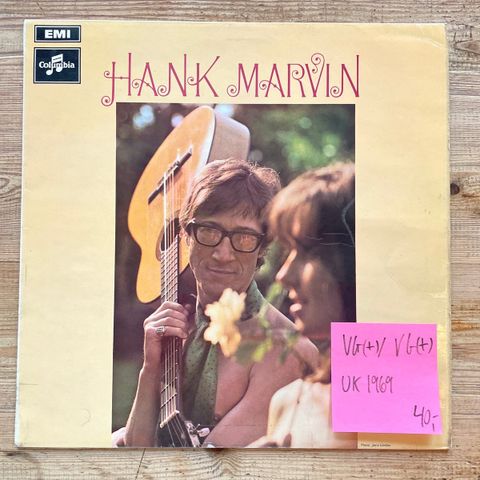 EMI
Columbia
HANK MARVIN
VG(+)/ VG(+)
UK 1969
40,-